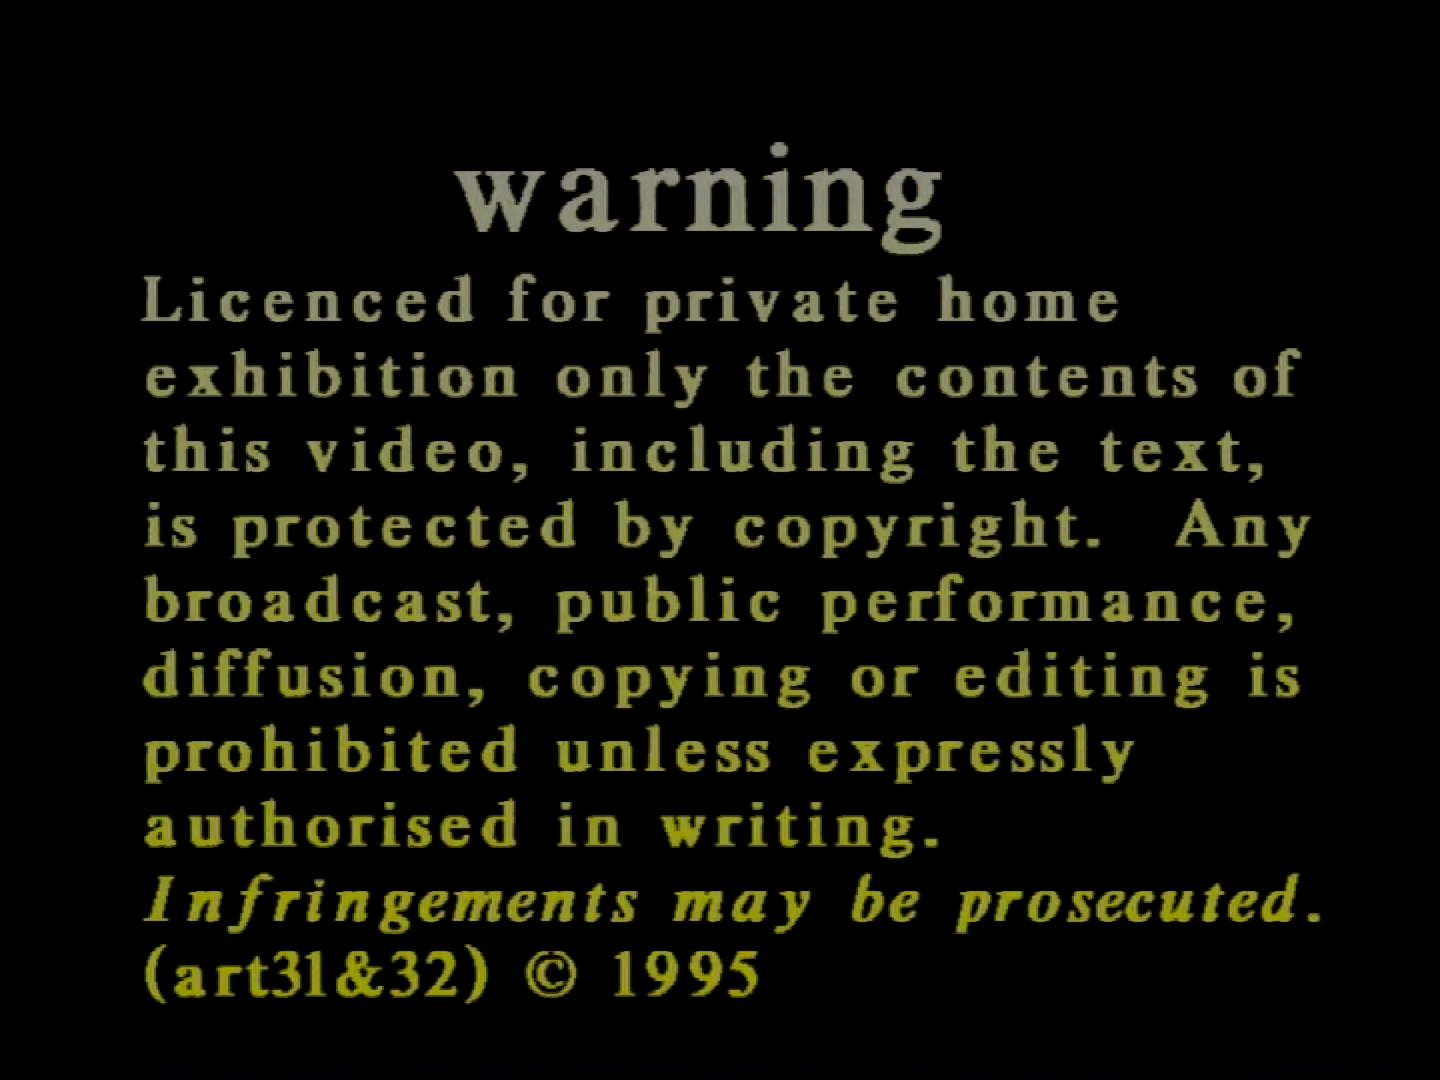 warning
Licenced for private home
exhibition only the contents of
this video, including the text,
is protected by copyright.  Any
broadcast, public performance,
diffusion, copying or editing is
prohibited unless expressly
authorised in writing.
Infringements may be prosecuted.
(art31&32) © 1995